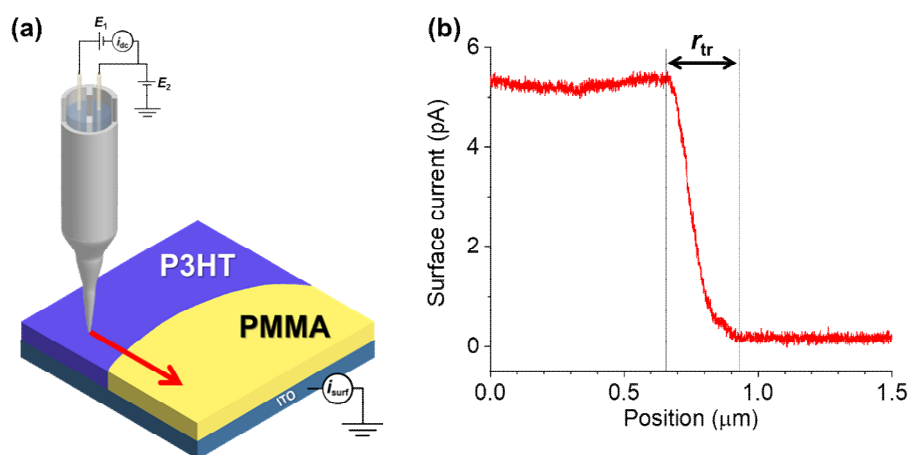 (a)
E1
idc
E2
P3HT
PMMA
ITO
isurf
(b)
rtr
6
4
2
0
Surface current (pA)
0.0
0.5
1.0
1.5
Position (μm)